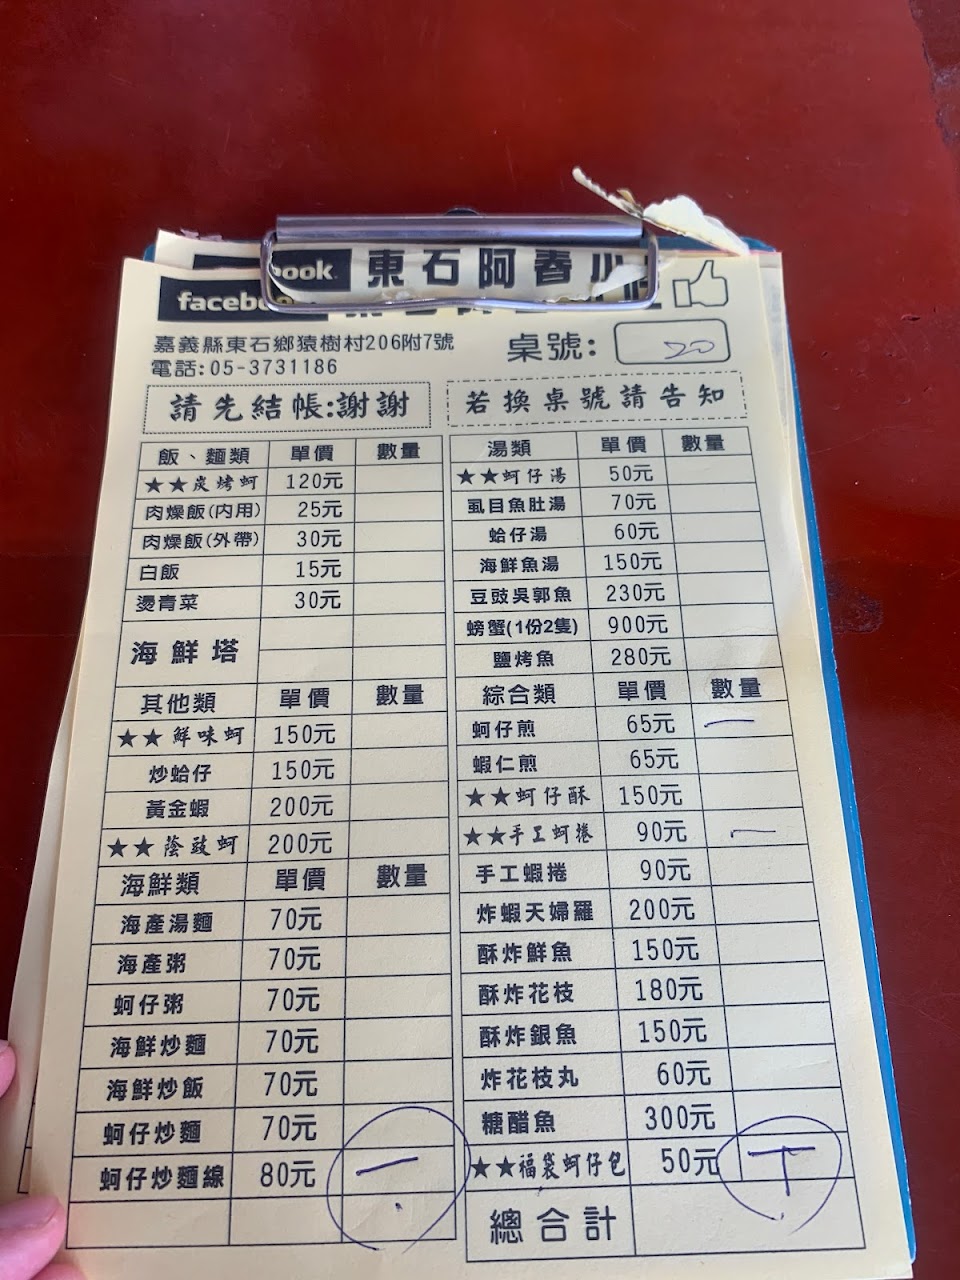 book 東石阿春小
facebo
嘉義縣東石鄉猿樹村206附7號
電話:05-3731186
桌號: 20
請先結帳:謝謝
若換桌號請告知
飯、麵類 單價 數量
★★炭烤蚵 120元
肉燥飯(內用) 25元
肉燥飯(外帶) 30元
白飯 15元
燙青菜 30元
海鮮塔
其他類 單價 數量
★★鮮味蚵 150元
炒蛤仔 150元
黃金蝦 200元
★★蔭豉蚵 200元
海鮮類 單價 數量
海產湯麵 70元
海產粥 70元
蚵仔粥 70元
海鮮炒麵 70元
海鮮炒飯 70元
蚵仔炒麵 70元
蚵仔炒麵線 80元 一
湯類 單價 數量
★★蚵仔湯 50元
虱目魚肚湯 70元
蛤仔湯 60元
海鮮魚湯 150元
豆豉吳郭魚 230元
螃蟹(1份2隻) 900元
鹽烤魚 280元
綜合類 單價 數量
蚵仔煎 65元 一
蝦仁煎 65元
★★蚵仔酥 150元
★★手工蚵捲 90元 一
手工蝦捲 90元
炸蝦天婦羅 200元
酥炸鮮魚 150元
酥炸花枝 180元
酥炸銀魚 150元
炸花枝丸 60元
糖醋魚 300元
★★福袋蚵仔包 50元 丅
總合計